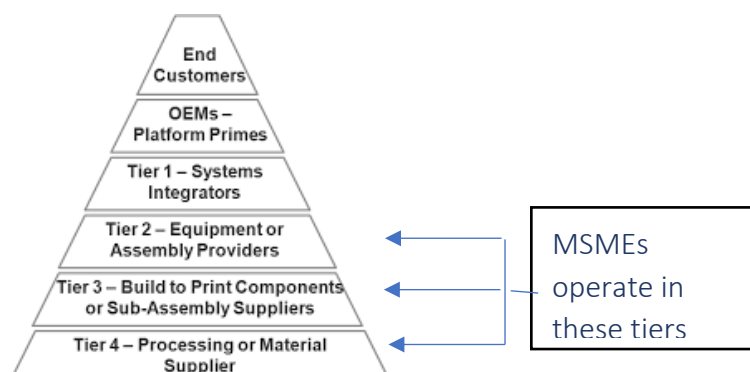 End
Customers
OEMs –
Platform Primes
Tier 1 – Systems
Integrators
Tier 2 – Equipment or
Assembly Providers
Tier 3 – Build to Print Components
or Sub-Assembly Suppliers
Tier 4 – Processing or Material
Supplier
MSMEs
operate in
these tiers